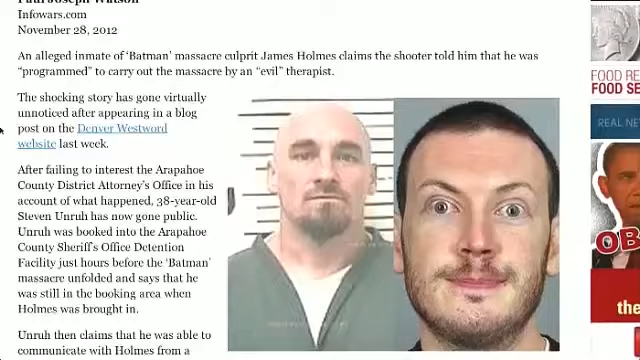 Paul Joseph Watson
Infowars.com
November 28, 2012
An alleged inmate of ‘Batman’ massacre culprit James Holmes claims the shooter told him that he was
“programmed” to carry out the massacre by an “evil” therapist.
The shocking story has gone virtually
unnoticed after appearing in a blog
post on the Denver Westword
website last week.
After failing to interest the Arapahoe
County District Attorney’s Office in his
account of what happened, 38-year-old
Steven Unruh has now gone public.
Unruh was booked into the Arapahoe
County Sheriff’s Office Detention
Facility just hours before the ‘Batman’
massacre unfolded and says that he
was still in the booking area when
Holmes was brought in.
Unruh then claims that he was able to
communicate with Holmes from a
FOOD RE
FOOD SE
REAL NE
OB
the